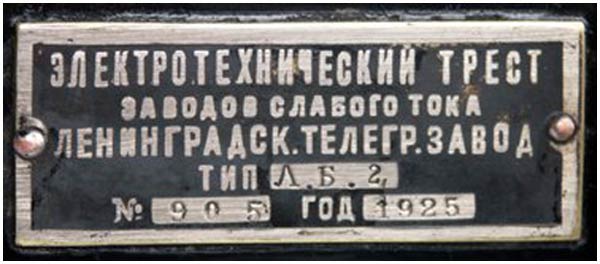 ЭЛЕКТРОТЕХНИЧЕСКИЙ ТРЕСТ
ЗАВОДОВ СЛАБОГО ТОКА
ЛЕНИНГРАДСК.ТЕЛЕГР.ЗАВОД
ТИП Л.Б.2
№ 905 ГОД 1925